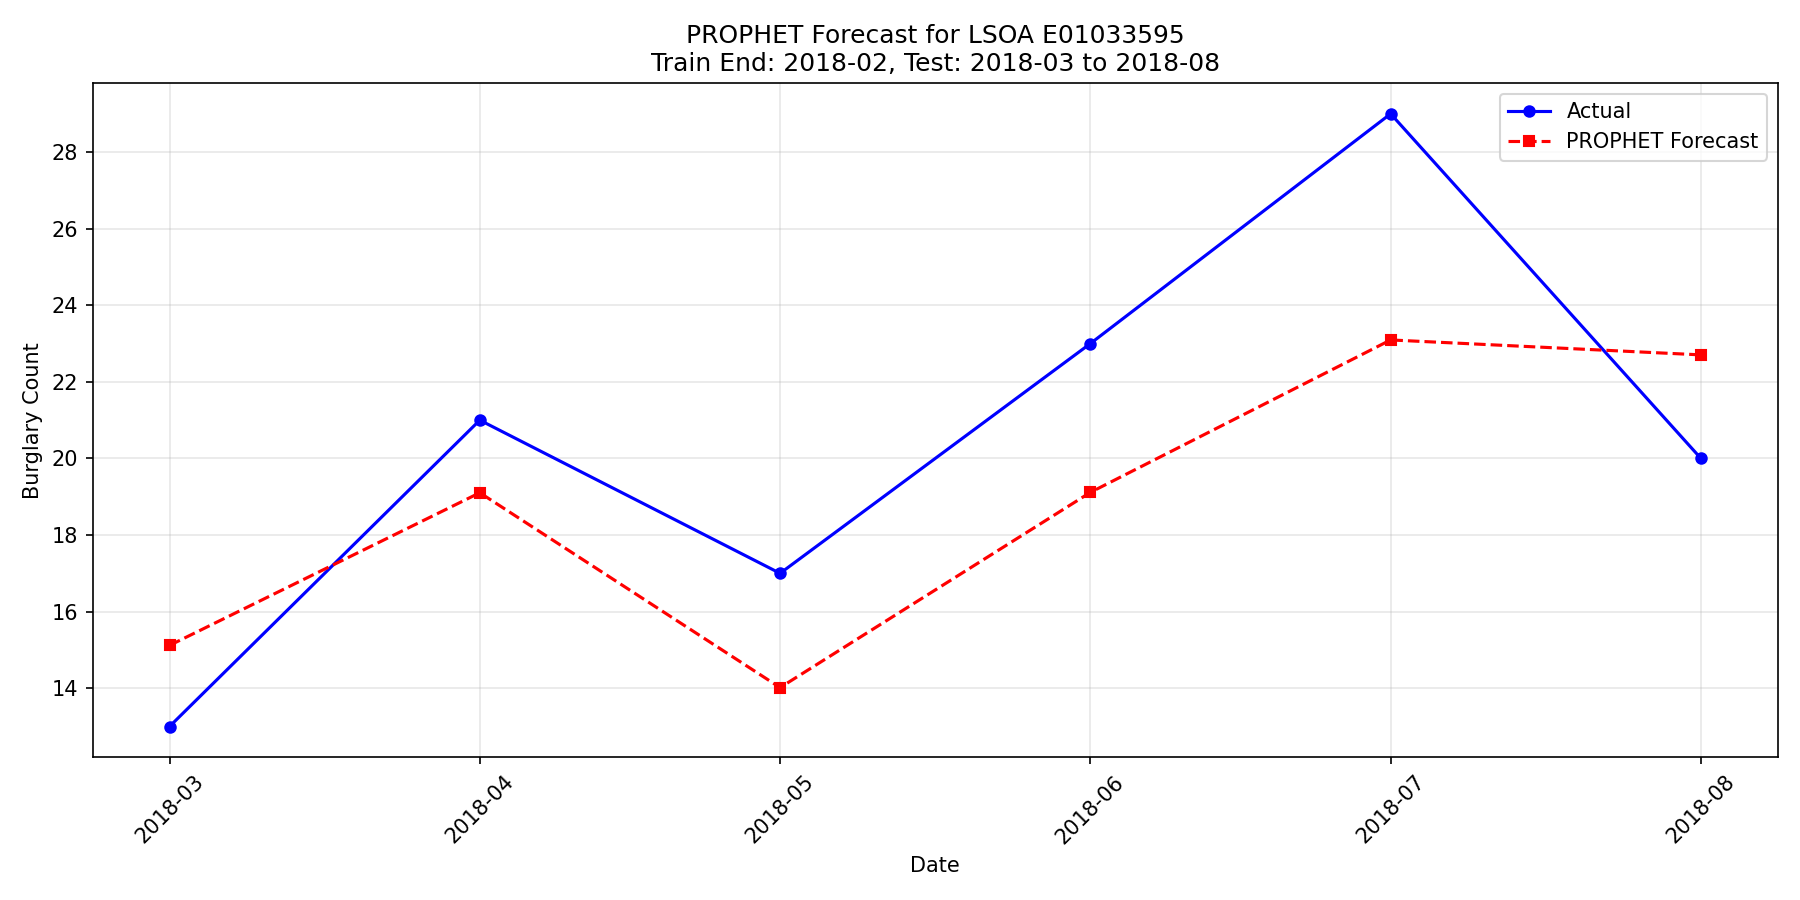 PROPHET Forecast for LSOA E01033595
Train End: 2018-02, Test: 2018-03 to 2018-08
Actual
PROPHET Forecast
Burglary Count
28
26
24
22
20
18
16
14
2018-03
2018-04
2018-05
2018-06
2018-07
2018-08
Date